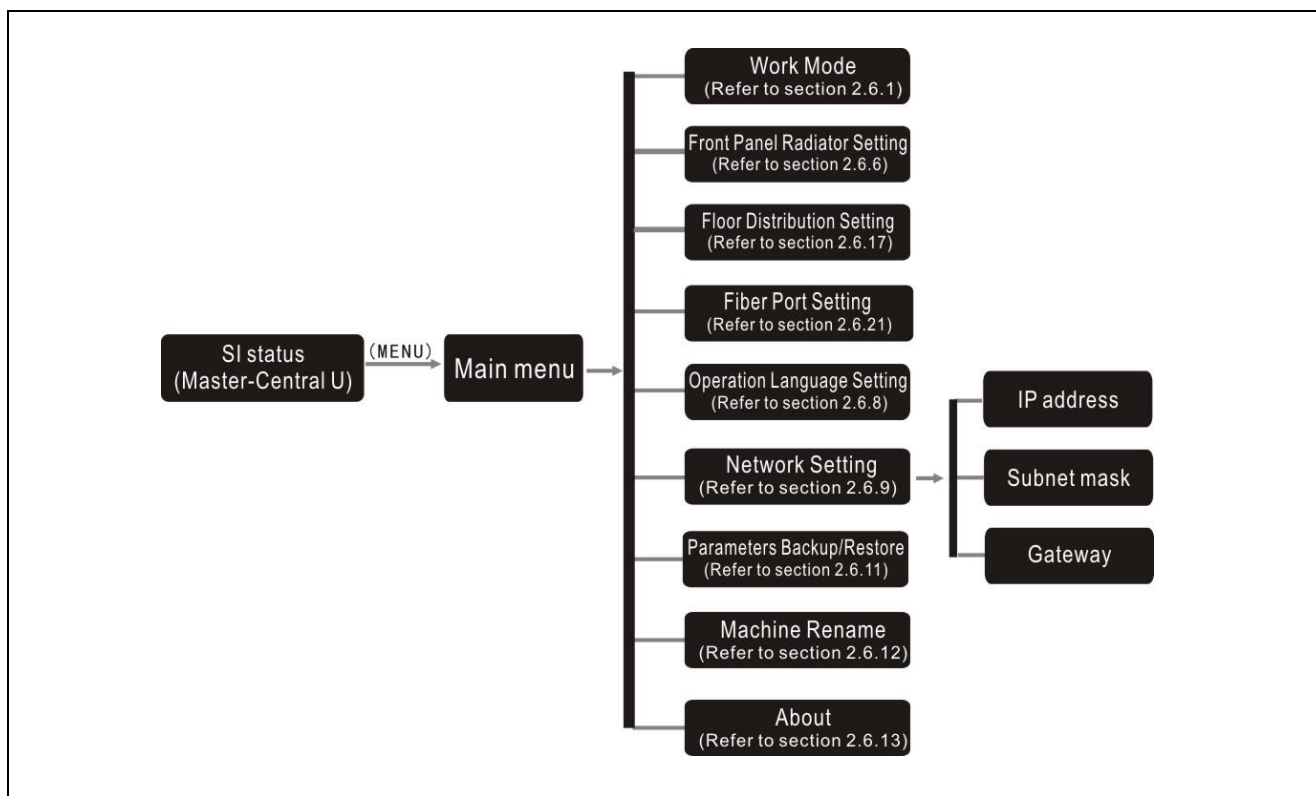 SI status
(Master-Central U)
(MENU)
Main menu
Work Mode
(Refer to section 2.6.1)
Front Panel Radiator Setting
(Refer to section 2.6.6)
Floor Distribution Setting
(Refer to section 2.6.17)
Fiber Port Setting
(Refer to section 2.6.21)
Operation Language Setting
(Refer to section 2.6.8)
Network Setting
(Refer to section 2.6.9)
Parameters Backup/Restore
(Refer to section 2.6.11)
Machine Rename
(Refer to section 2.6.12)
About
(Refer to section 2.6.13)
IP address
Subnet mask
Gateway